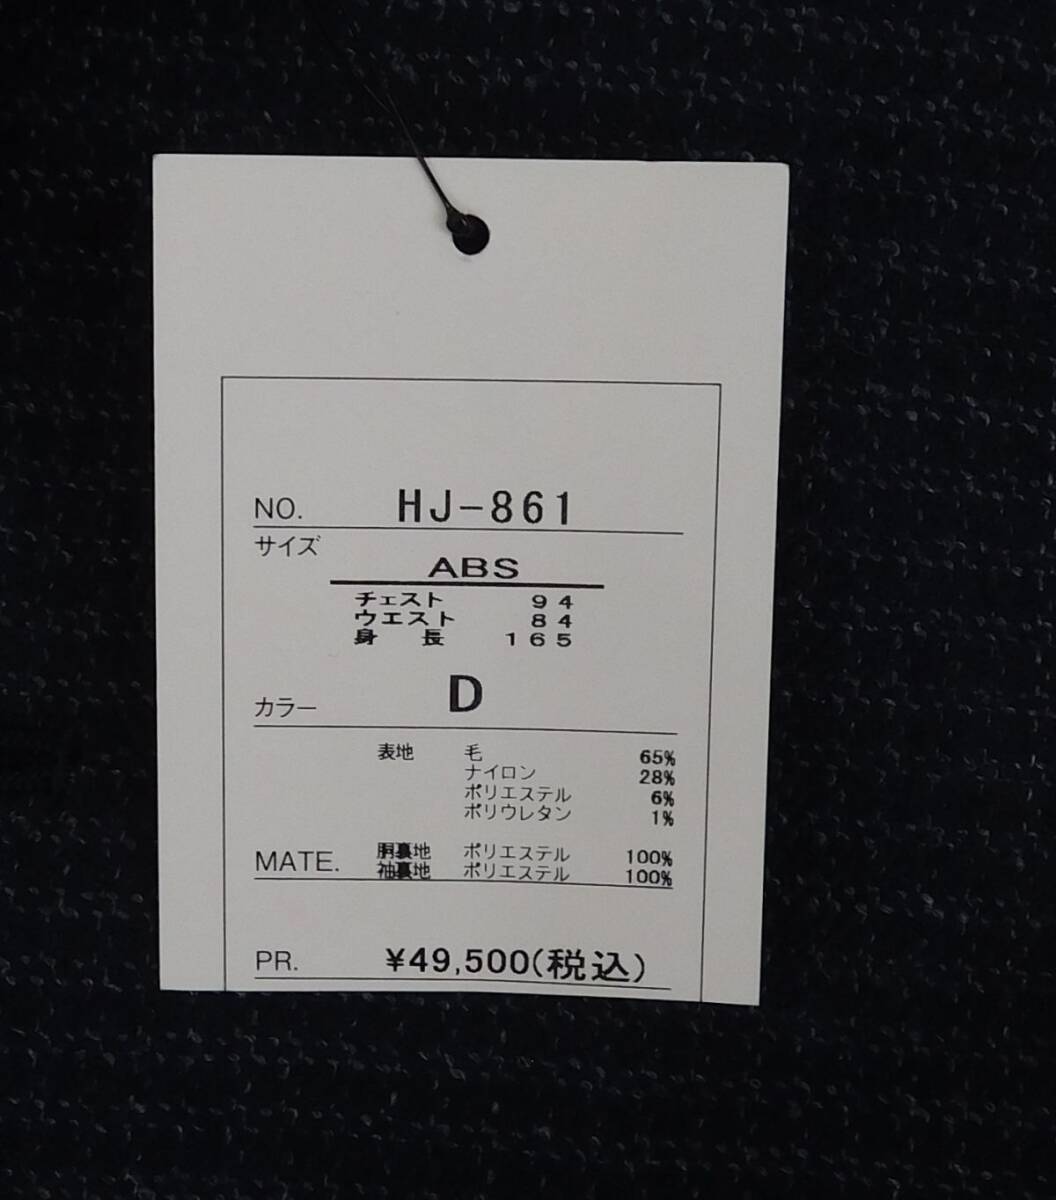 NO. HJ-861
サイズ
ABS
チェスト 94
ウエスト 84
身 長 165
カラー D
表地 毛 65%
ナイロン 28%
ポリエステル 6%
ポリウレタン 1%
MATE. 胴裏地 ポリエステル 100%
袖裏地 ポリエステル 100%
PR. ¥49,500(税込)